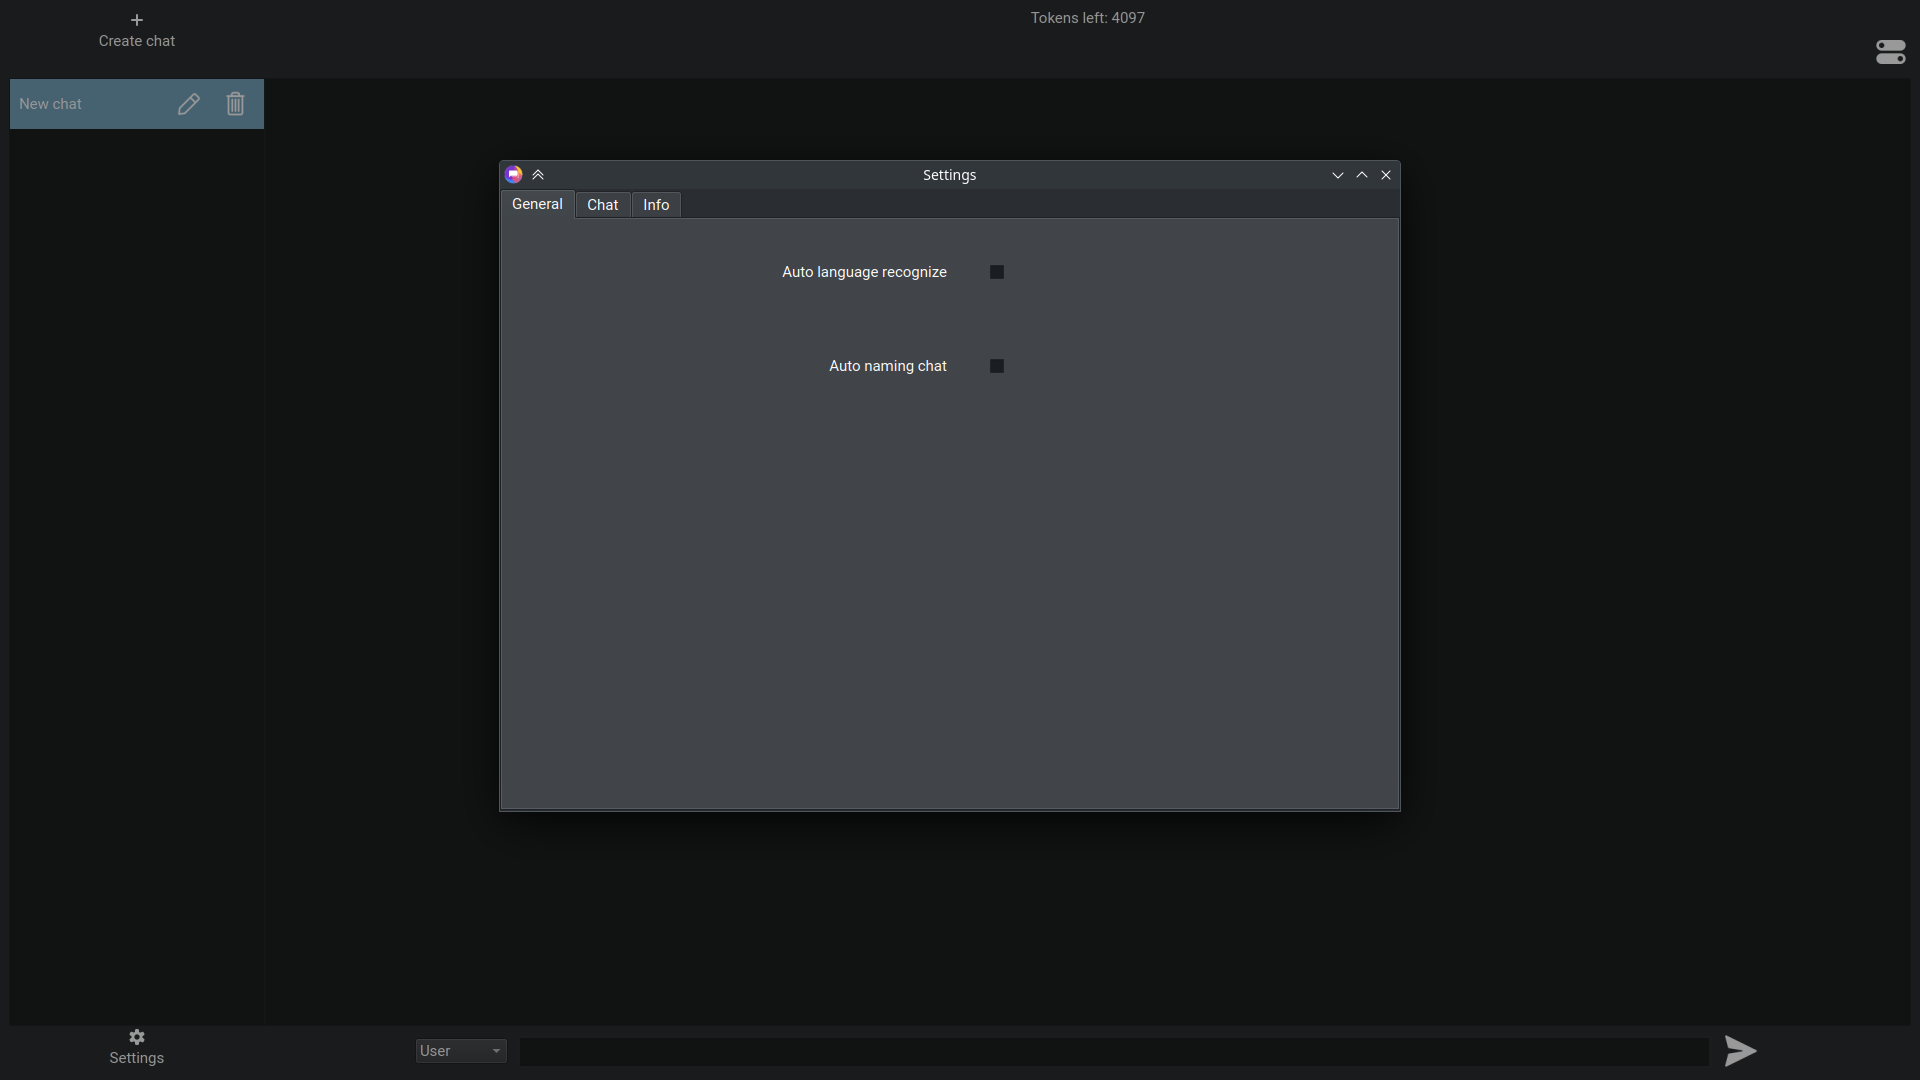 Create chat
Tokens left: 4097
New chat
Settings
General
Chat
Info
Auto language recognize
Auto naming chat
Settings
User